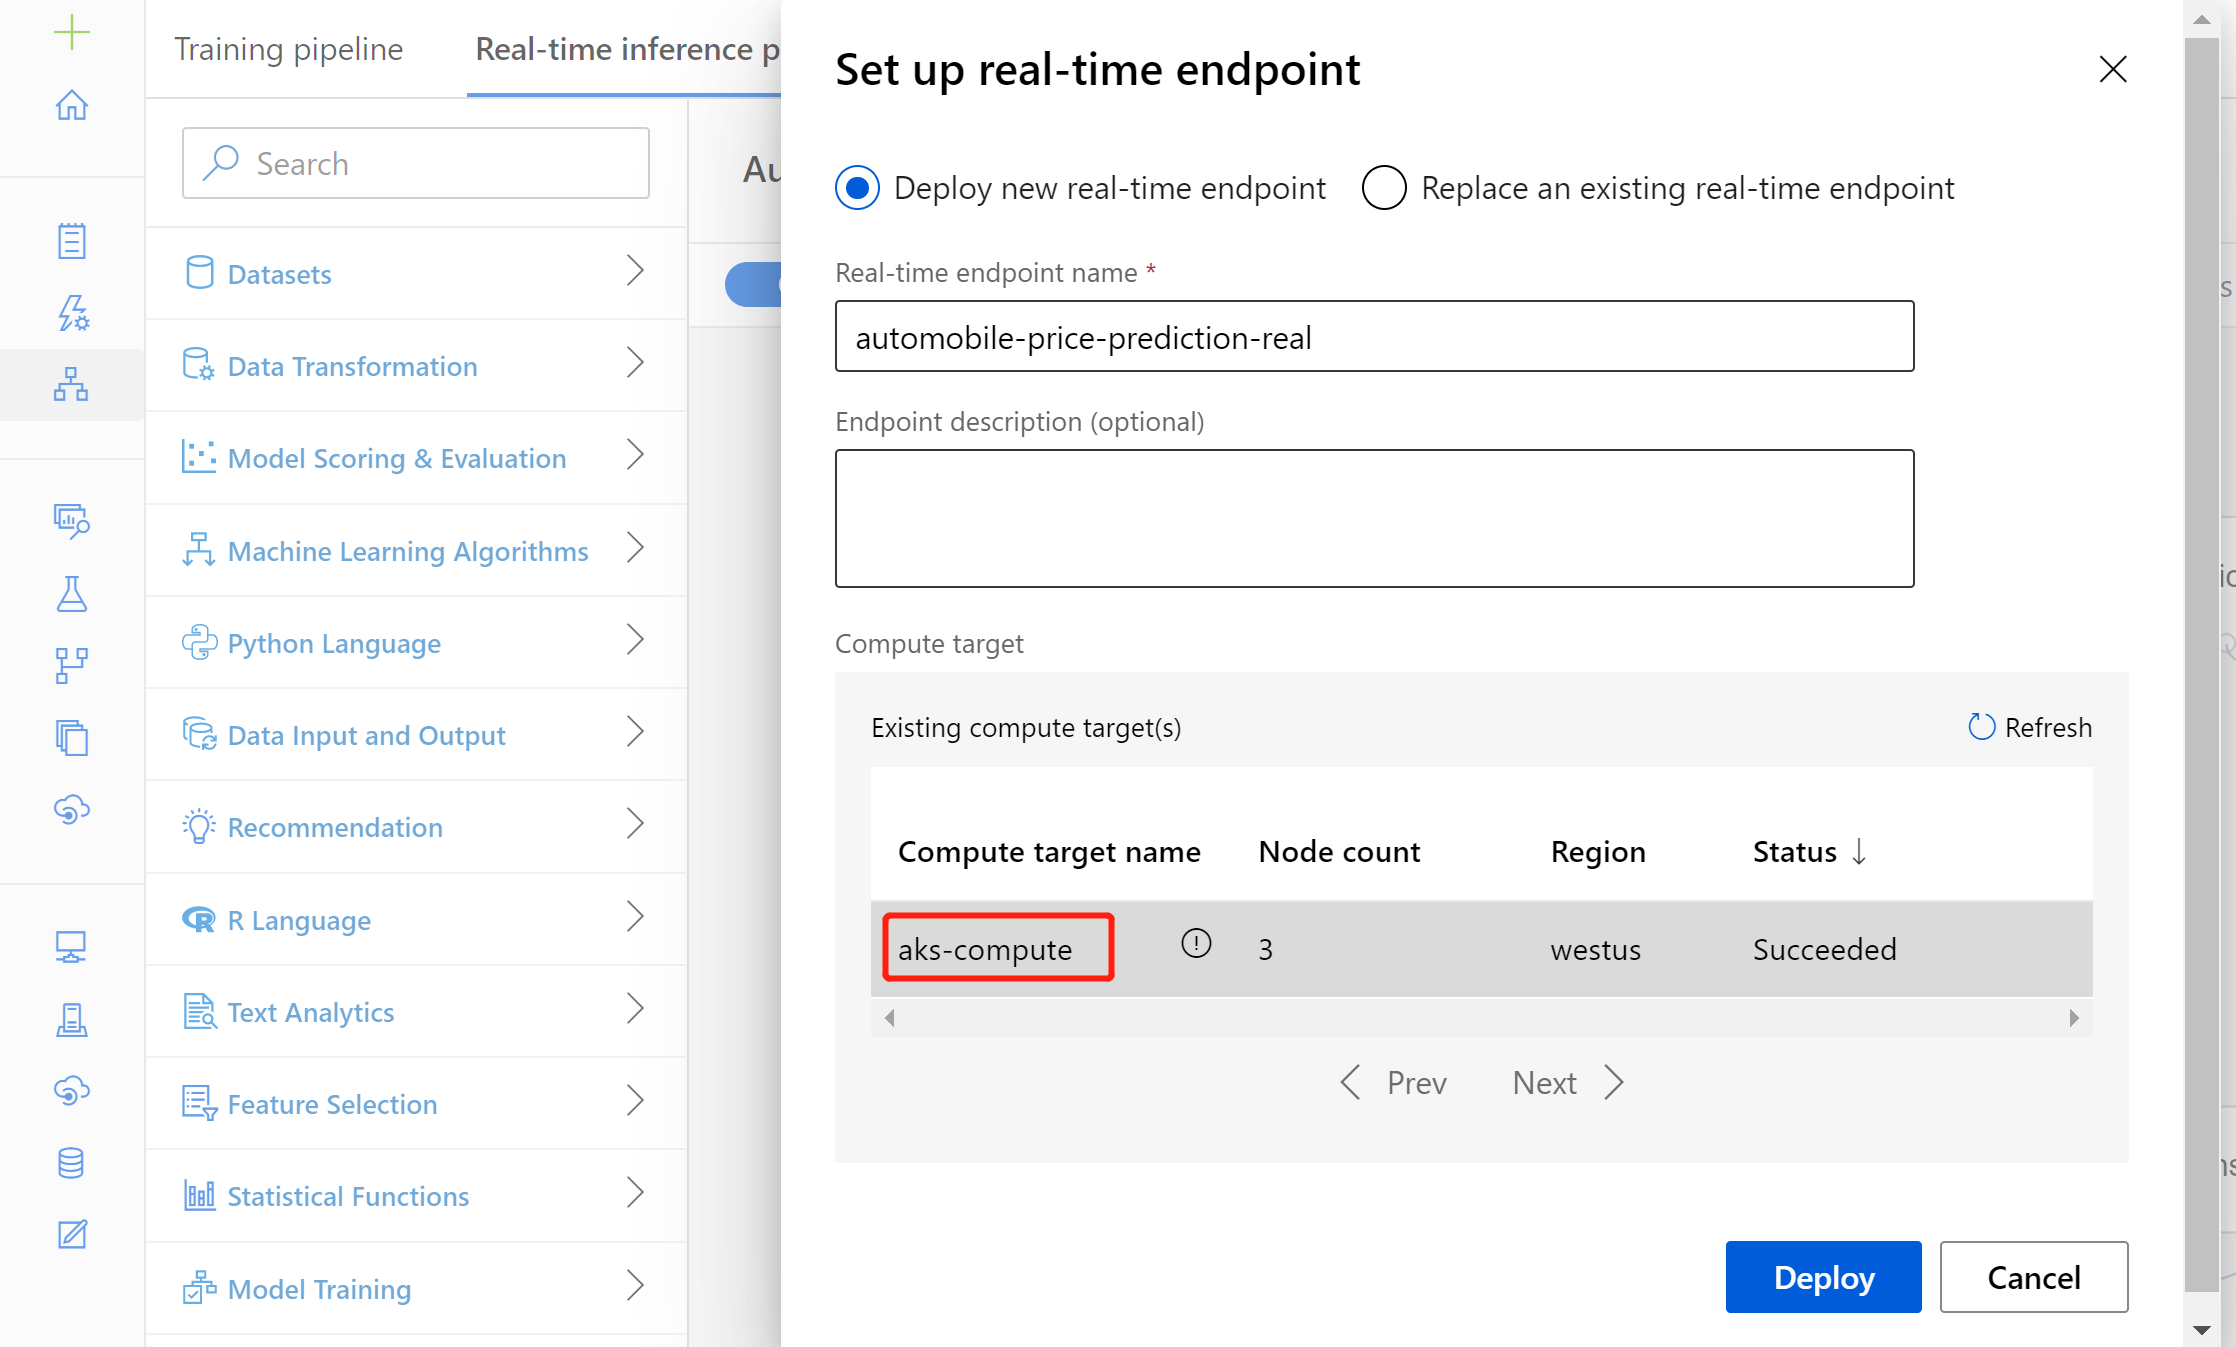 Training pipeline
Real-time inference p
Search
Au
Datasets
Data Transformation
Model Scoring & Evaluation
Machine Learning Algorithms
Python Language
Data Input and Output
Recommendation
R Language
Text Analytics
Feature Selection
Statistical Functions
Model Training
Set up real-time endpoint
Deploy new real-time endpoint
Replace an existing real-time endpoint
Real-time endpoint name *
automobile-price-prediction-real
Endpoint description (optional)
Compute target
Existing compute target(s)
Refresh
Compute target name Node count Region Status
aks-compute 3 westus Succeeded
Prev Next
Deploy Cancel